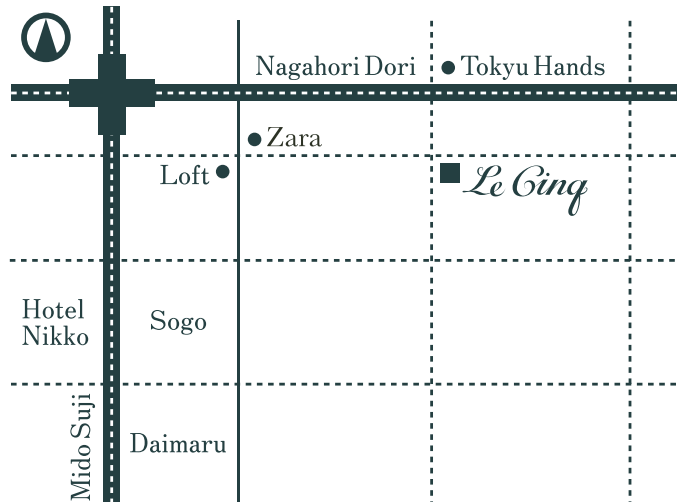 Nagahori Dori
Tokyu Hands
Zara
Loft
Le Cinq
Hotel
Nikko
Sogo
Mido Suji
Daimaru